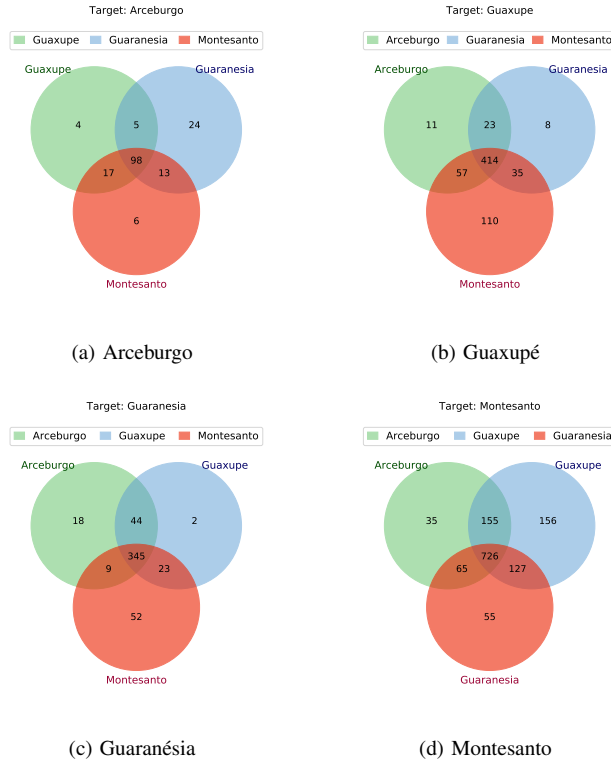 Target: Arceburgo
Guaxupe Guaranesia Montesanto
Guaxupe Guaranesia
4 5 24
98
17 13
6
Montesanto
(a) Arceburgo
Target: Guaxupe
Arceburgo Guaranesia Montesanto
Arceburgo Guaranesia
11 23 8
414
57 35
110
Montesanto
(b) Guaxupé
Target: Guaranesia
Arceburgo Guaxupe Montesanto
Arceburgo Guaxupe
18 44 2
345
9 23
52
Montesanto
(c) Guaranésia
Target: Montesanto
Arceburgo Guaxupe Guaranesia
Arceburgo Guaxupe
35 155 156
726
65 127
55
Guaranesia
(d) Montesanto